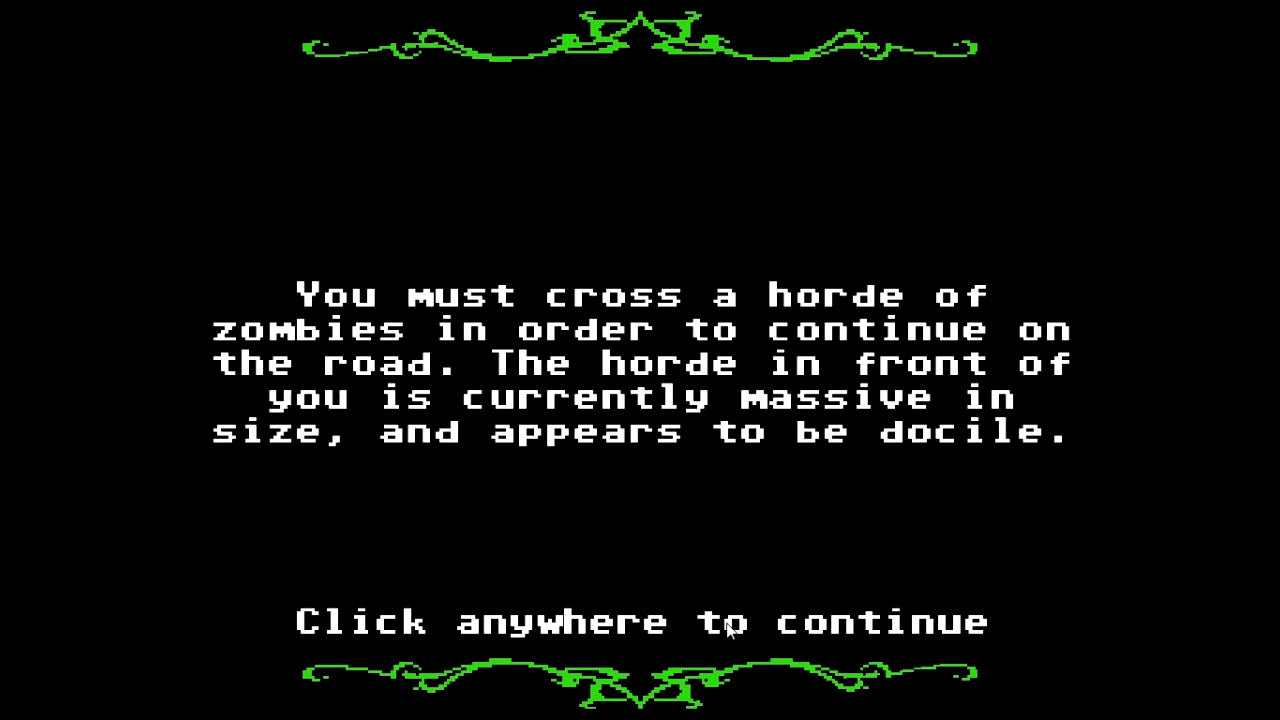 You must cross a horde of
zombies in order to continue on
the road. The horde in front of
you is currently massive in
size, and appears to be docile.
Click anywhere to continue